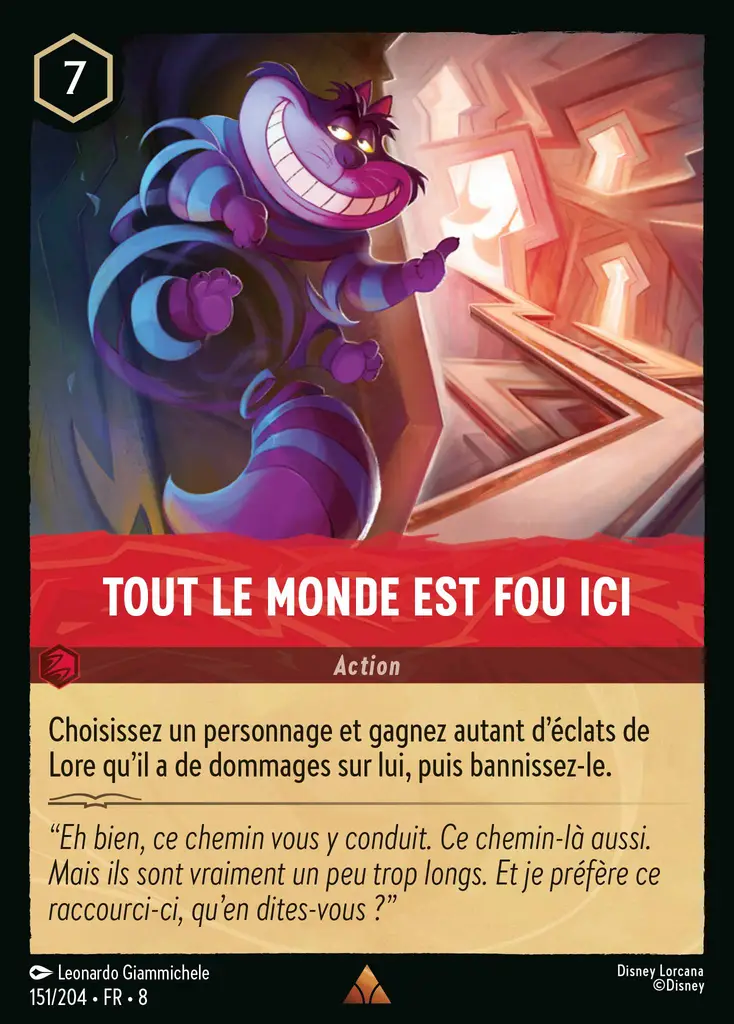 7
TOUT LE MONDE EST FOU ICI
Action
Choisissez un personnage et gagnez autant d'éclats de
Lore qu'il a de dommages sur lui, puis bannissez-le.
“Eh bien, ce chemin vous y conduit. Ce chemin-là aussi.
Mais ils sont vraiment un peu trop longs. Et je préfère ce
raccourci-ci, qu'en dites-vous ?”
Leonardo Giammichele
151/204 • FR • 8
Disney Lorcana
©Disney